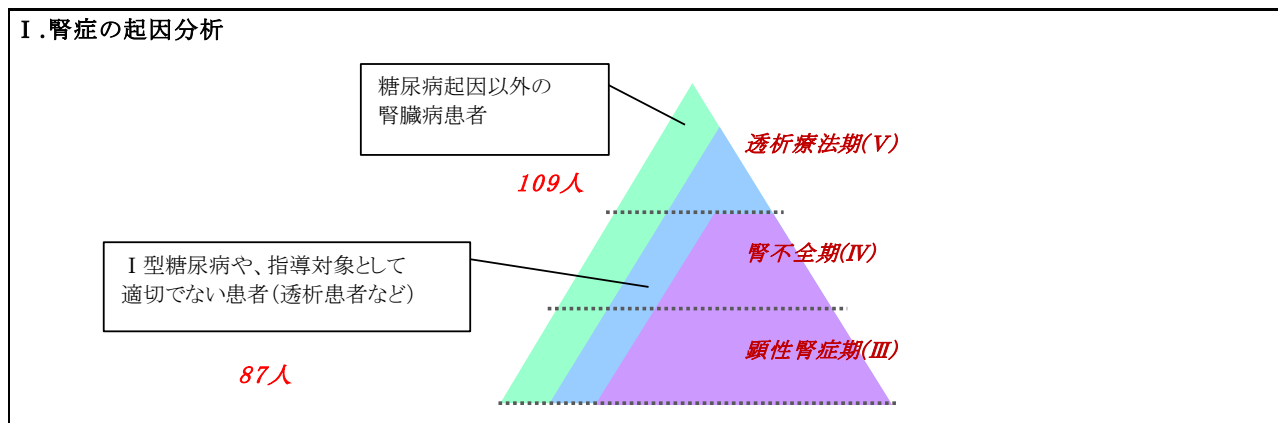 Ⅰ.腎症の起因分析
糖尿病起因以外の
腎臓病患者
透析療法期(Ⅴ)
109人
腎不全期(Ⅳ)
Ⅰ型糖尿病や、指導対象として
適切でない患者(透析患者など)
顕性腎症期(Ⅲ)
87人